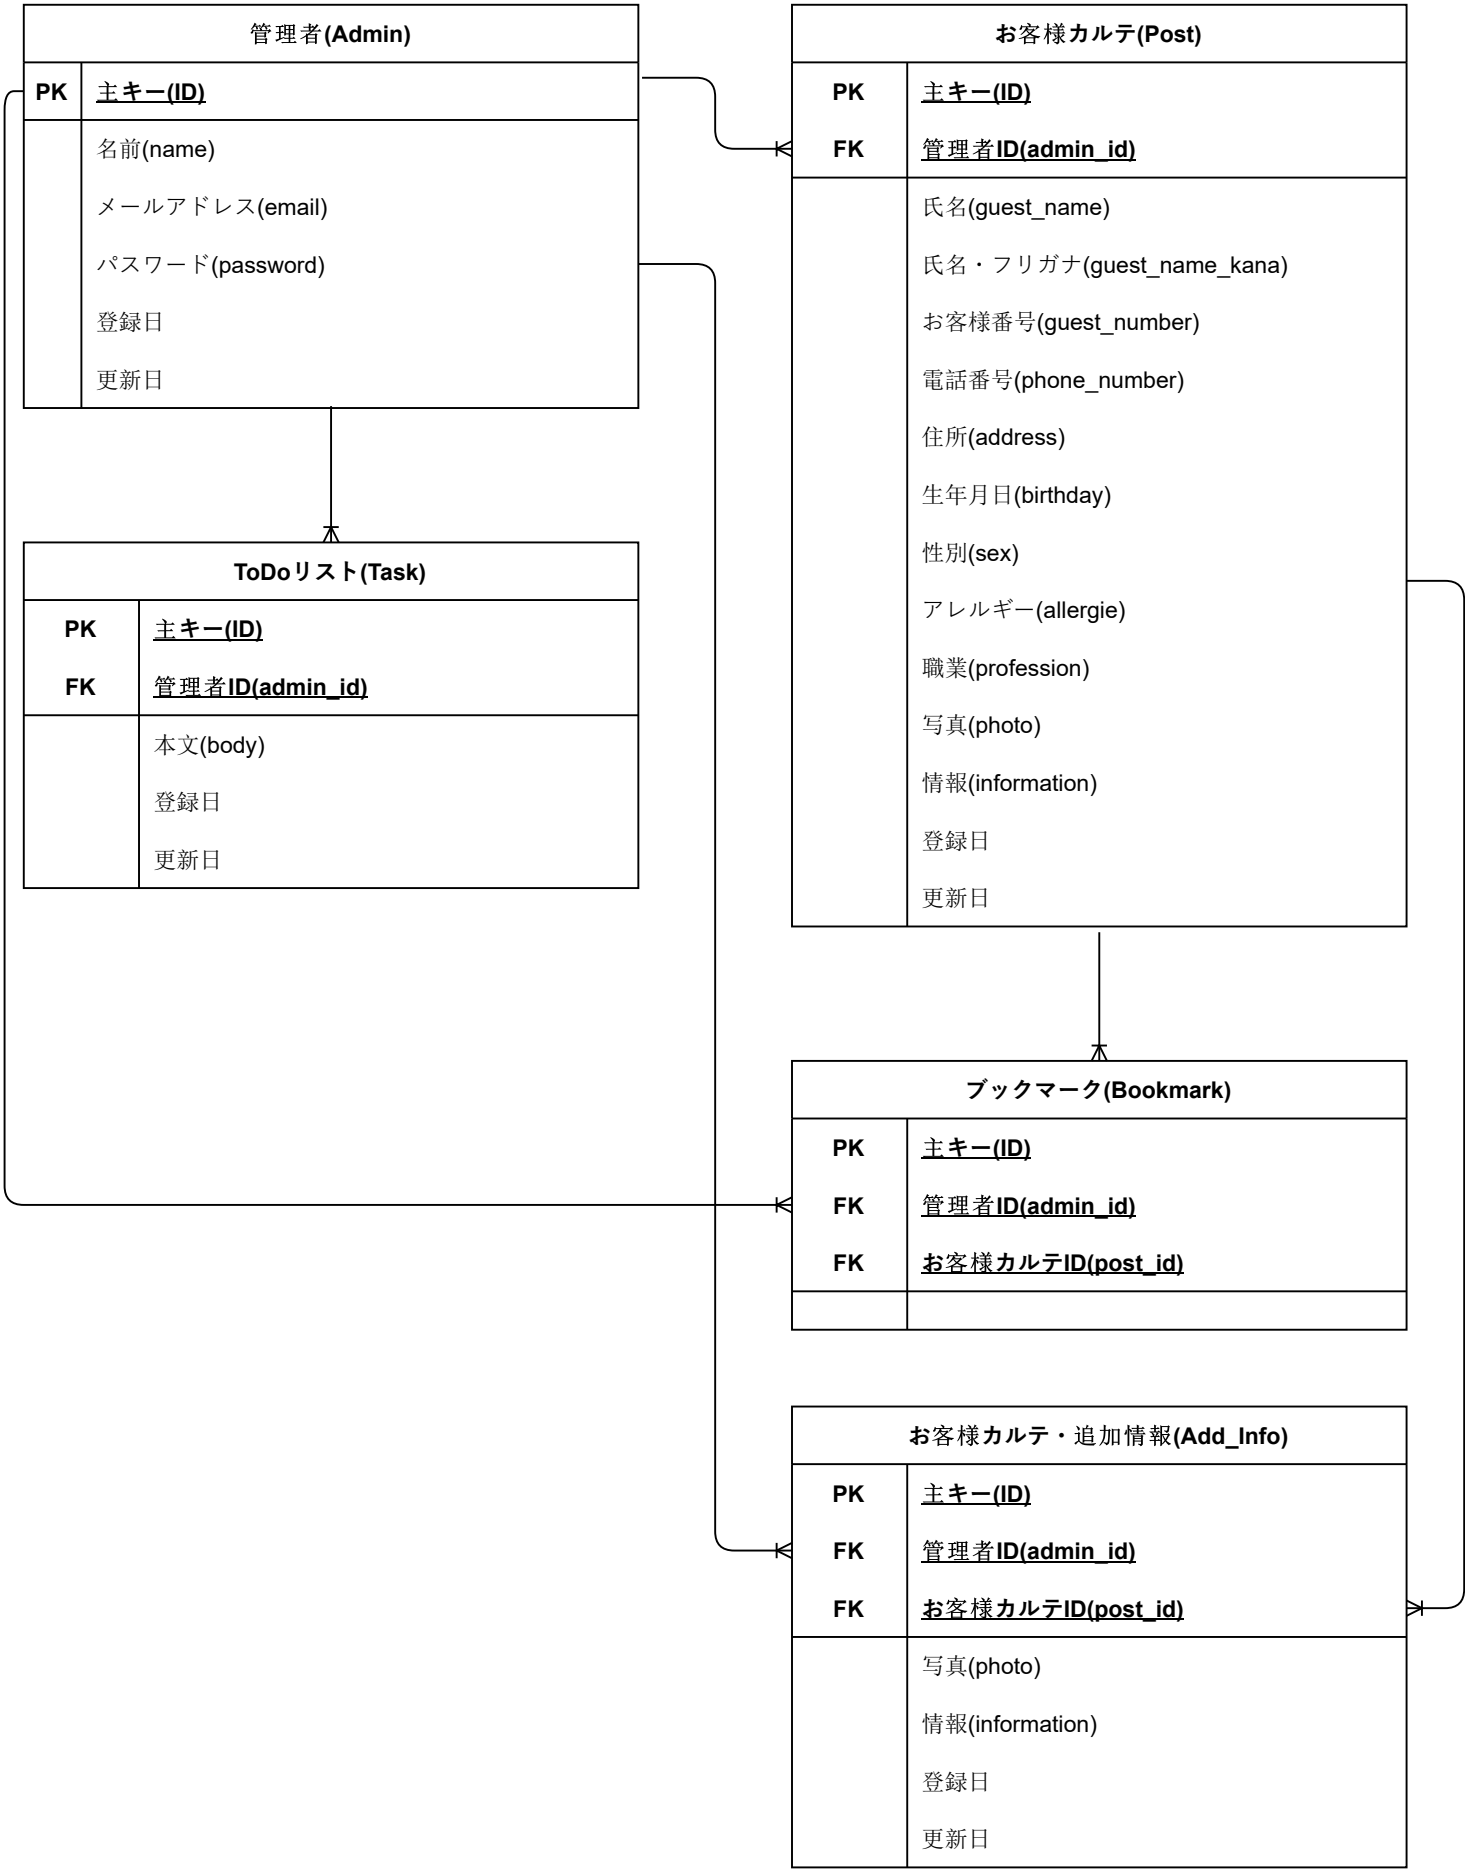 管理者(Admin)
PK 主キー(ID)
名前(name)
メールアドレス(email)
パスワード(password)
登録日
更新日
ToDoリスト(Task)
PK 主キー(ID)
FK 管理者ID(admin_id)
本文(body)
登録日
更新日
お客様カルテ(Post)
PK 主キー(ID)
FK 管理者ID(admin_id)
氏名(guest_name)
氏名・フリガナ(guest_name_kana)
お客様番号(guest_number)
電話番号(phone_number)
住所(address)
生年月日(birthday)
性別(sex)
アレルギー(allergie)
職業(profession)
写真(photo)
情報(information)
登録日
更新日
ブックマーク(Bookmark)
PK 主キー(ID)
FK 管理者ID(admin_id)
FK お客様カルテID(post_id)
お客様カルテ・追加情報(Add_Info)
PK 主キー(ID)
FK 管理者ID(admin_id)
FK お客様カルテID(post_id)
写真(photo)
情報(information)
登録日
更新日